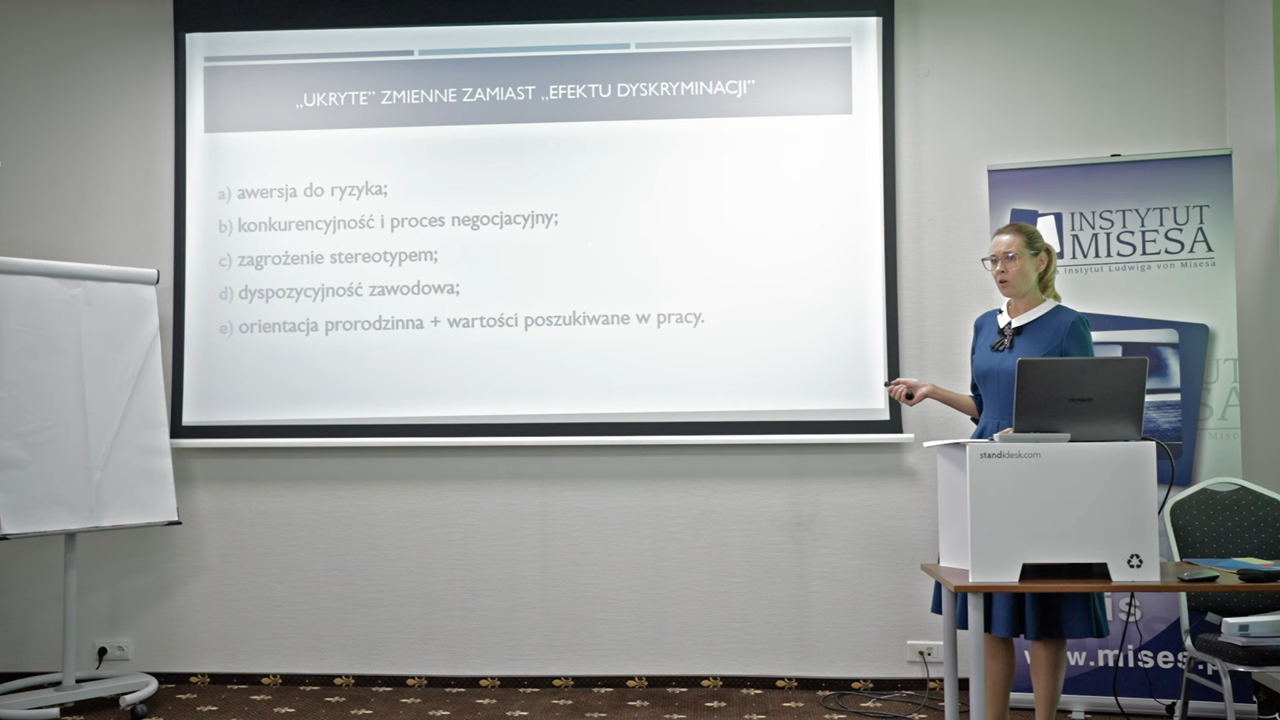 „UKRYTE” ZMIENNE ZAMIAST „EFEKTU DYSKRYMINACJI”
a) awersja do ryzyka;
b) konkurencyjność i proces negocjacyjny;
c) zagrożenie stereotypem;
d) dyspozycyjność zawodowa;
e) orientacja prorodzinna + wartości poszukiwane w pracy.
INSTYTUT
MISESA
Instytut Ludwiga von Misesa
standidesk.com
www.mises.p